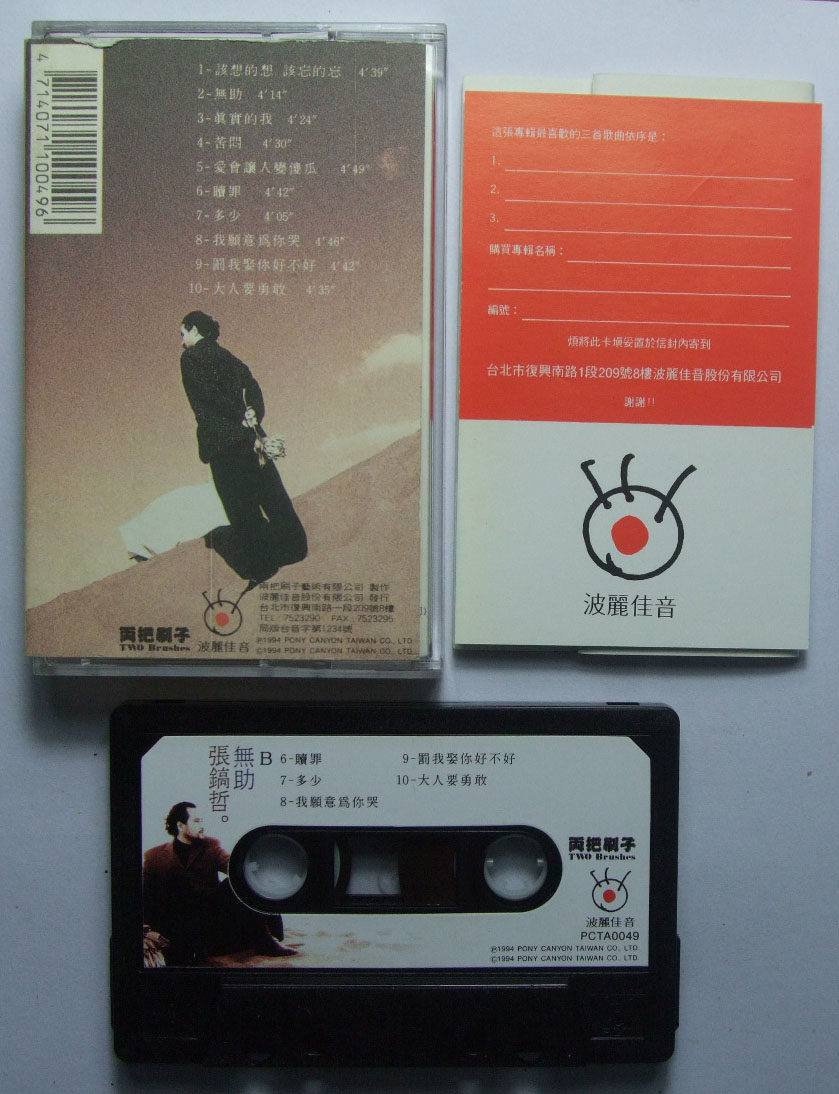 4 714071 100496
1-該想的想 該忘的忘 4'39"
2-無助 4'14"
3-眞實的我 4'24"
4-苦悶 4'30"
5-愛會讓人變傻瓜 4'49"
6-贖罪 4'42"
7-多少 4'05"
8-我願意爲你哭 4'46"
9-罰我娶你好不好 4'42"
10-大人要勇敢 4'35"
兩把刷子藝術有限公司 製作
波麗佳音股份有限公司 發行
台北市復興南路一段209號8樓
TEL:7523290 FAX:7523295
局版台音字第1234號
℗1994 PONY CANYON TAIWAN CO., LTD.
©1994 PONY CANYON TAIWAN CO., LTD.
兩把刷子
TWO Brushes
波麗佳音
這張專輯最喜歡的三首歌曲依序是：
1.
2.
3.
購買專輯名稱：
編號：
煩將此卡填妥置於信封內寄到
台北市復興南路1段209號8樓波麗佳音股份有限公司
謝謝!!
波麗佳音
無助
張鎬哲。
B
6-贖罪
7-多少
8-我願意爲你哭
9-罰我娶你好不好
10-大人要勇敢
兩把刷子
TWO Brushes
波麗佳音
PCTA0049
℗1994 PONY CANYON TAIWAN CO., LTD.
©1994 PONY CANYON TAIWAN CO., LTD.